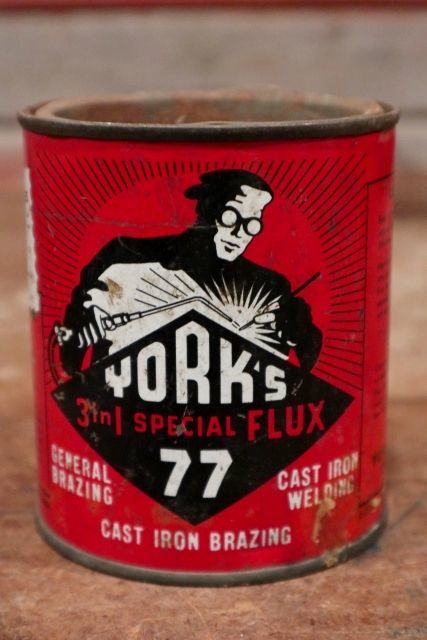 YORK'S
3 in 1 SPECIAL FLUX
77
GENERAL
BRAZING
CAST IRON
WELDING
CAST IRON BRAZING